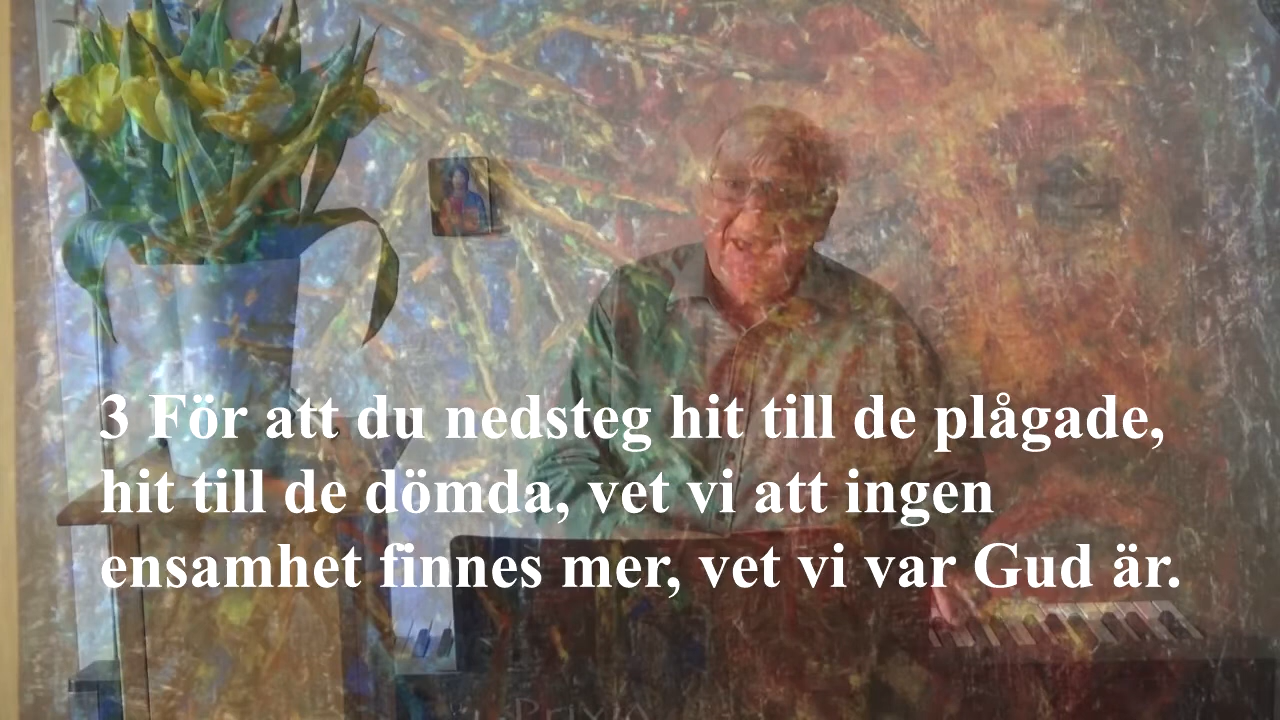 3 För att du nedsteg hit till de plågade,
hit till de dömda, vet vi att ingen
ensamhet finnes mer, vet vi var Gud är.